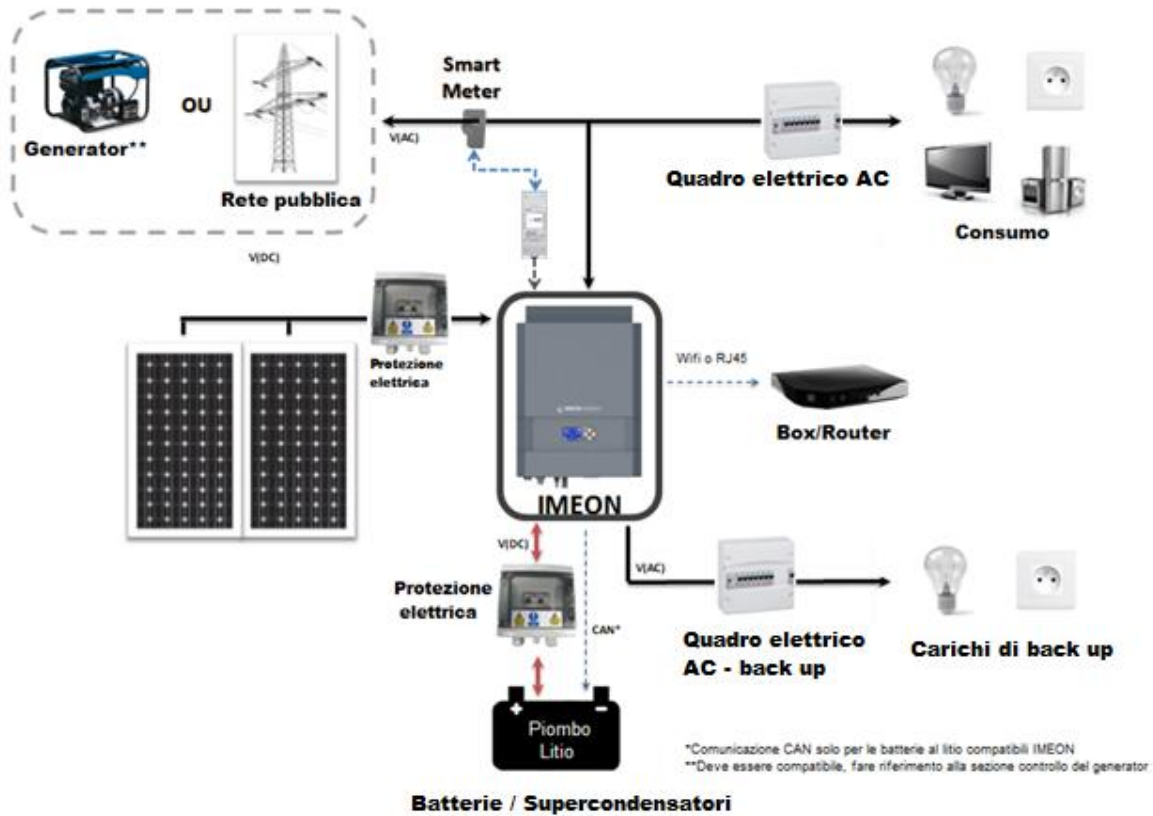 Smart
Meter
OU
Generator**
Rete pubblica
V(AC)
Quadro elettrico AC
Consumo
V(DC)
Protezione
elettrica
Wifi o RJ45
Box/Router
IMEON
V(DC)
Protezione
elettrica
CAN*
V(AC)
Quadro elettrico
AC - back up
Carichi di back up
+ −
Piombo
Litio
*Comunicazione CAN solo per le batterie al litio compatibili IMEON
**Deve essere compatibile, fare riferimento alla sezione controllo del generator
Batterie / Supercondensatori